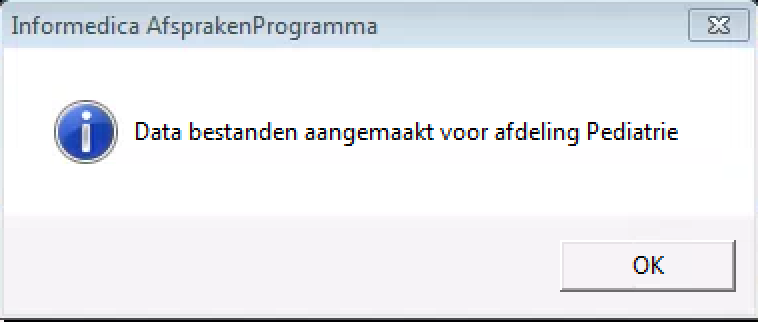 Informedica AfsprakenProgramma
Data bestanden aangemaakt voor afdeling Pediatrie
OK